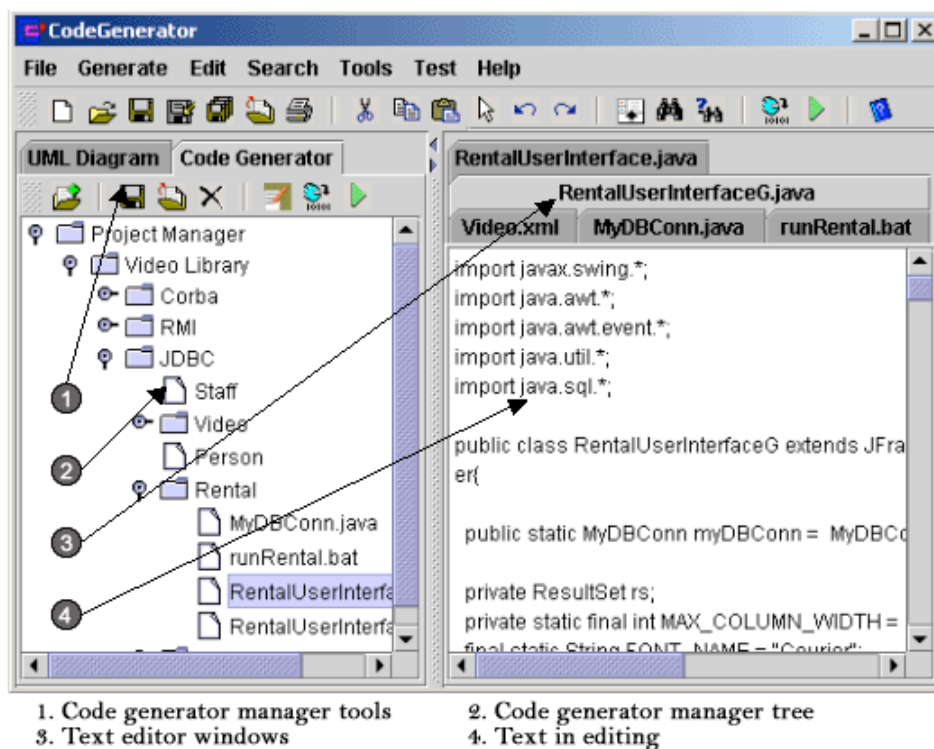 CodeGenerator
File Generate Edit Search Tools Test Help
UML Diagram Code Generator
Project Manager
Video Library
Corba
RMI
JDBC
Staff
Video
Person
Rental
MyDBConn.java
runRental.bat
RentalUserInterfa
RentalUserInterfa
1
2
3
4
RentalUserInterface.java
RentalUserInterfaceG.java
Video.xml MyDBConn.java runRental.bat
import javax.swing.*;
import java.awt.*;
import java.awt.event.*;
import java.util.*;
import java.sql.*;
public class RentalUserInterfaceG extends JFra
er{
public static MyDBConn myDBConn = MyDBCo
private ResultSet rs;
private static final int MAX_COLUMN_WIDTH =
final static String FONT_NAME = "Courier";
1. Code generator manager tools
2. Code generator manager tree
3. Text editor windows
4. Text in editing